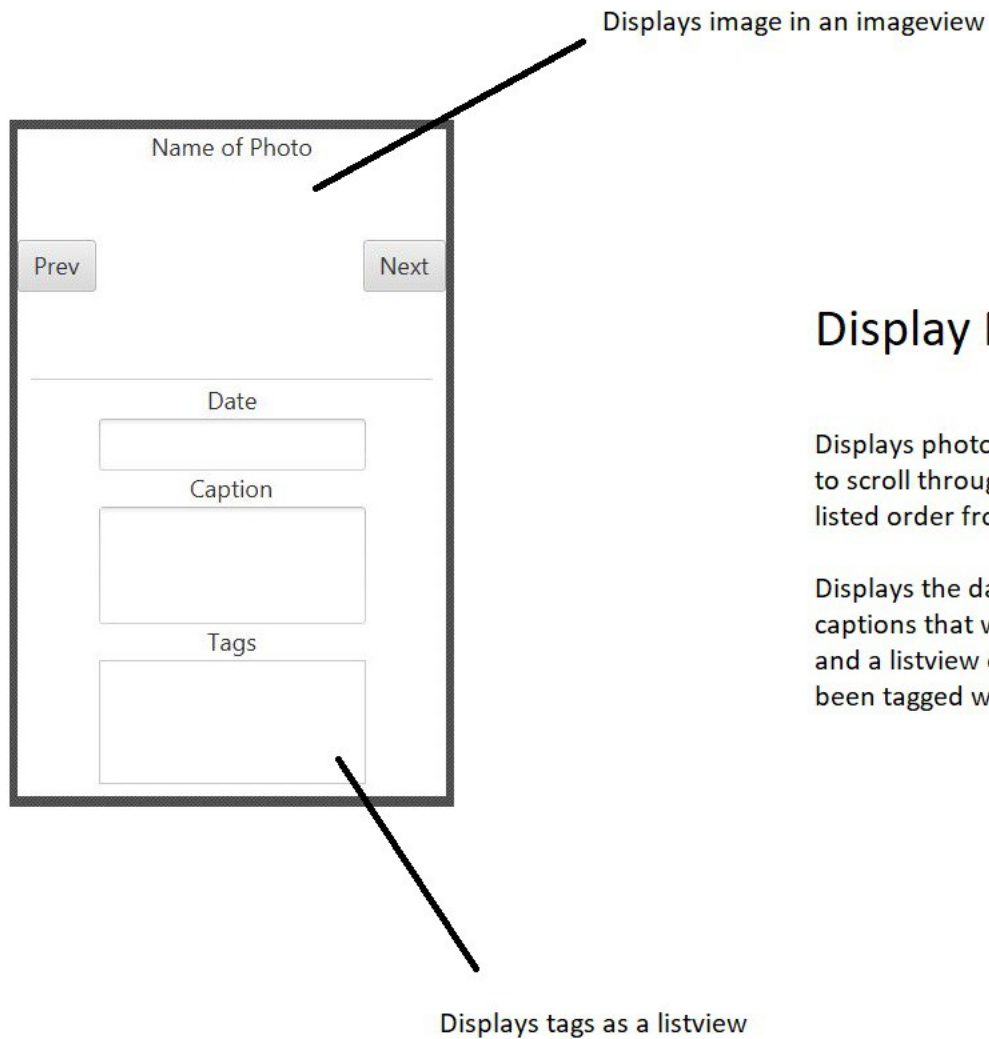 Displays image in an imageview
Name of Photo
Prev
Next
Date
Caption
Tags
Display
Displays photo
to scroll throug
listed order fro
Displays the da
captions that w
and a listview
been tagged w
Displays tags as a listview